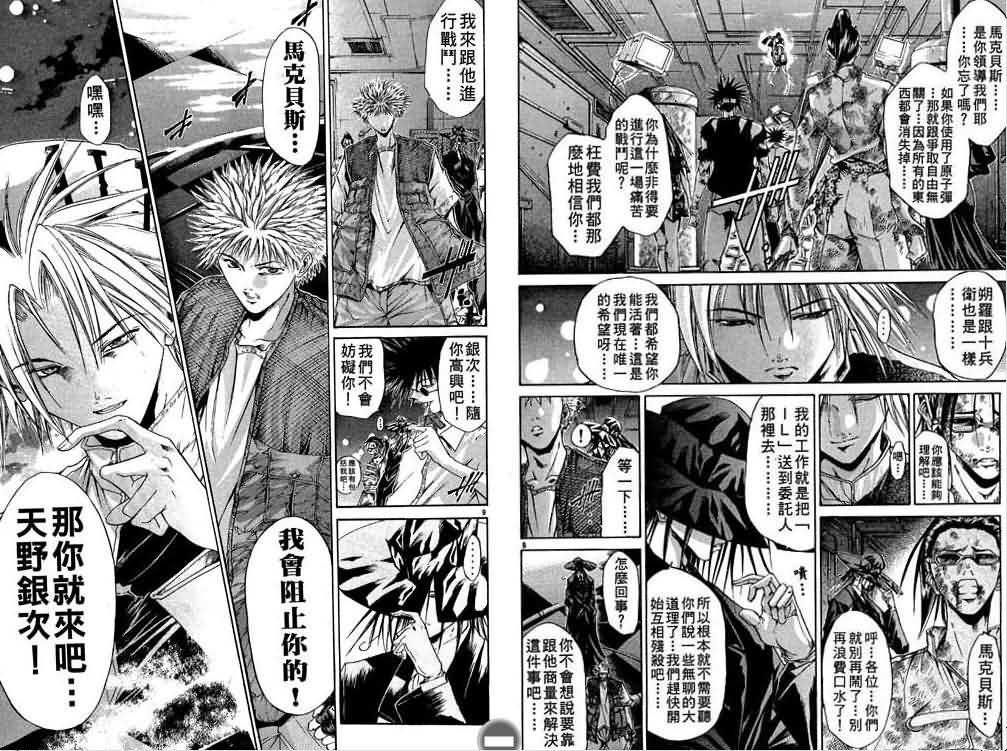 馬克貝斯…
是你領導我們耶
……你忘了嗎？
如果你使用了原子彈
…那就跟爭取自由無
關了…因為所有的東
西都會消失掉…
你為什麼非得要
進行這一場痛苦
的戰鬥呢？
枉費我們都那
麼地相信你…
朔羅跟十兵
衛也是一樣
………
……
我們都希望你
能活著…這是
我們現在唯一
的希望呀…
你應該能夠
理解吧…
嗯…
我的工作就是把「
IL」送到委託人
那裡去……
！
等一下…
馬克貝斯…
嘖…
呼…各位…你們
就別再鬧了…別
再浪費口水了！
所以根本就不需要聽
你們說一些無聊的大
道理了…我們趕快開
始互相殘殺吧…
怎麼回事？
你不會想說要靠
跟他商量來解決
這件事吧…
8
我來跟他進
行戰鬥…
銀次…隨
你高興吧！
我們不會
妨礙你！
應該有包
括我吧…
9
馬克貝斯…
我會阻止你的！
嘿嘿…
那你就來吧…
天野銀次！